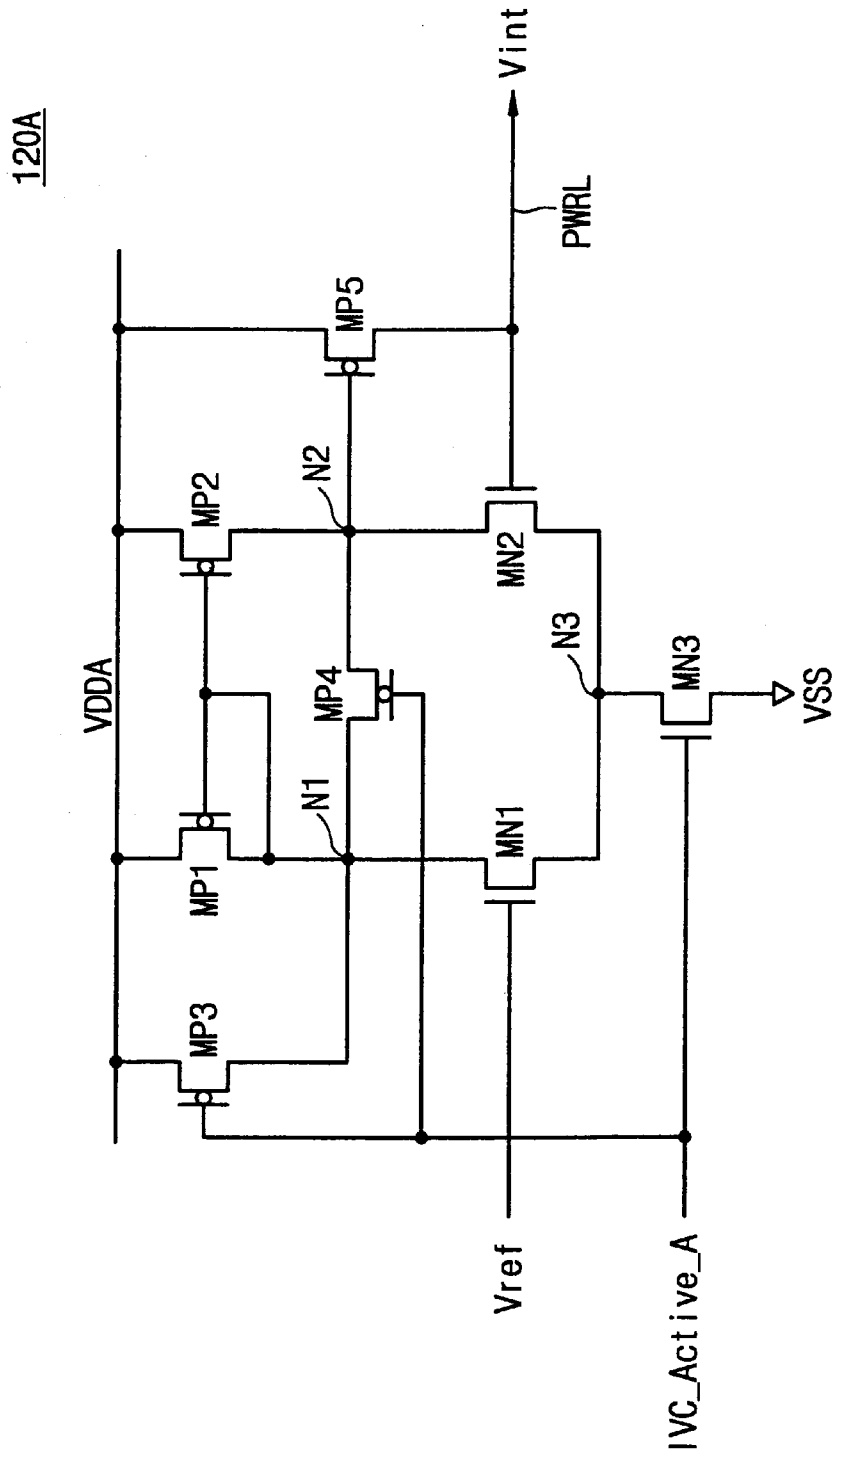 120A
VDDA
MP3
MP1
MP2
MP5
N1
MP4
N2
Vref
MN1
MN2
PWRL
Vint
N3
IVC_Active_A
MN3
VSS